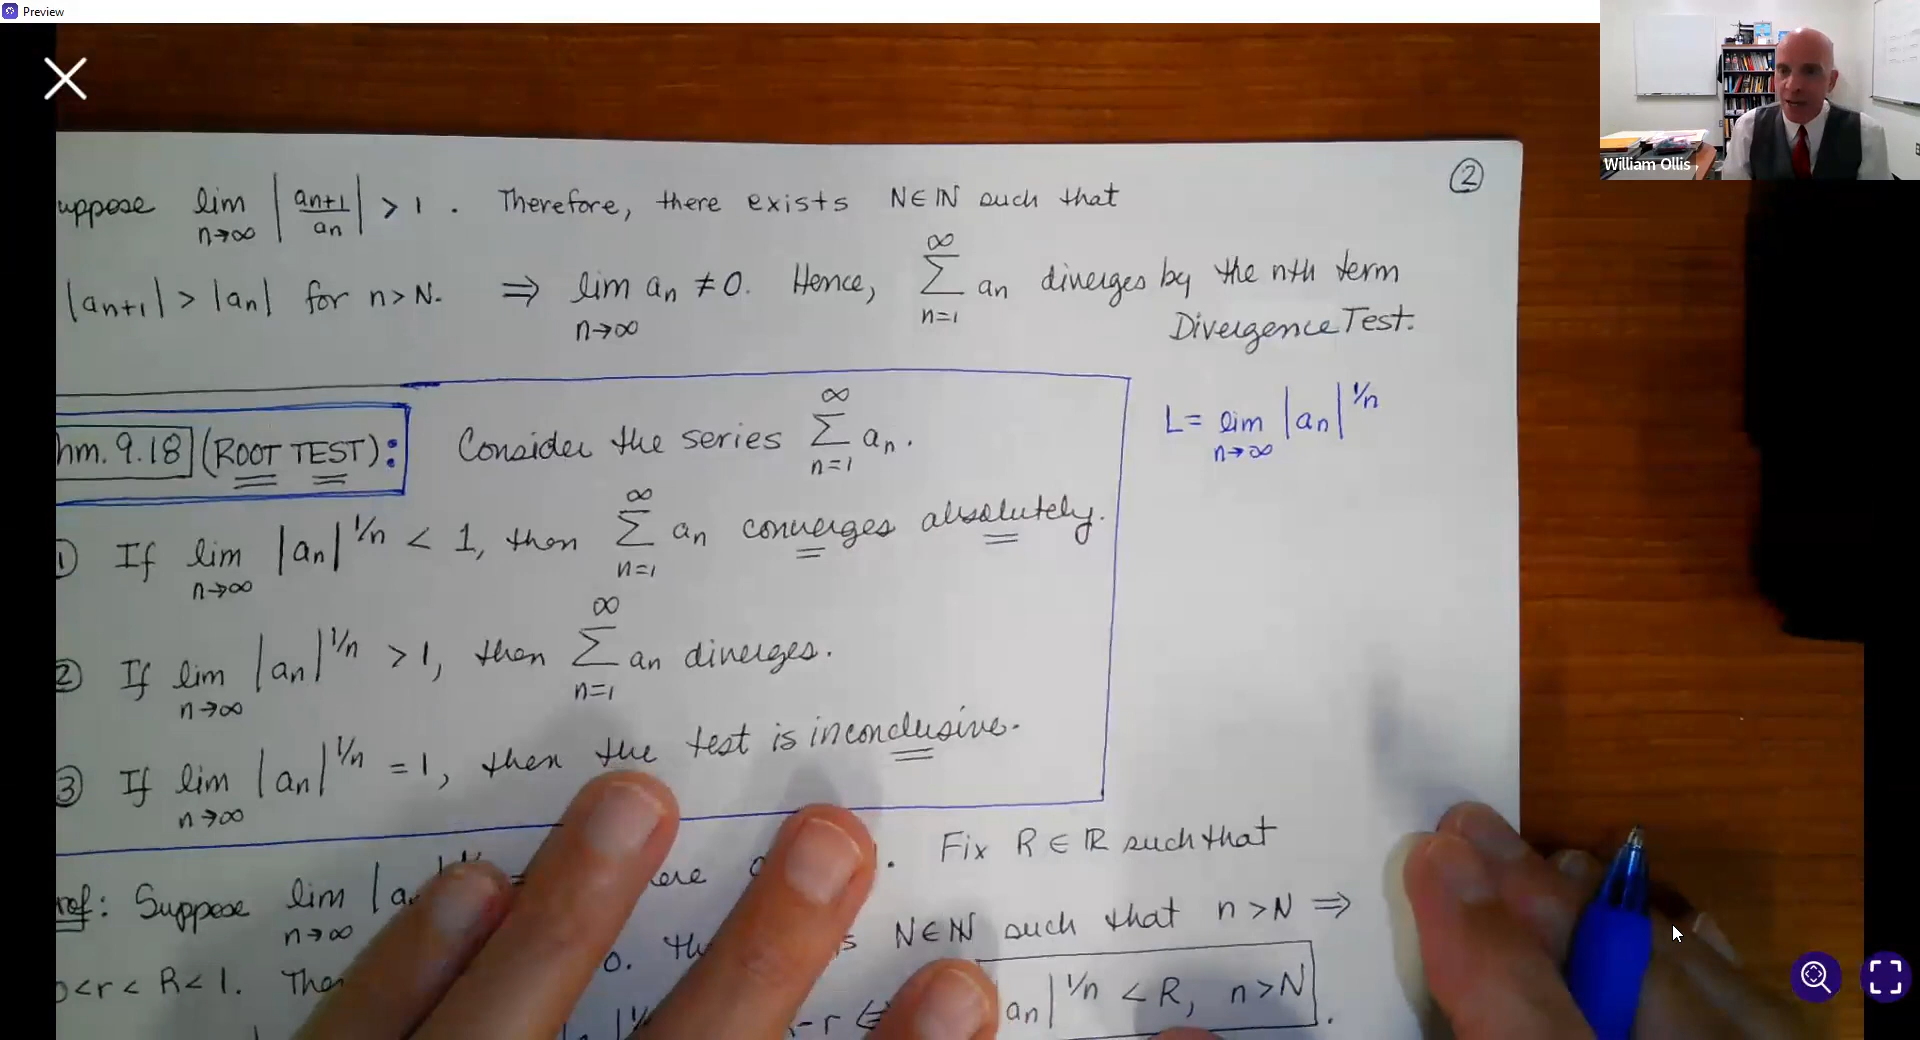 Preview
William Ollis
②
uppose lim n→∞ |an+1/an| > 1 . Therefore, there exists N∈ℕ such that
|an+1| > |an| for n>N. ⇒ lim n→∞ an ≠ 0. Hence, ∞ Σ n=1 an diverges by the nth term
Divergence Test.
hm. 9.18 (ROOT TEST): Consider the series ∞ Σ n=1 an.
L = lim n→∞ |an|^1/n
① If lim n→∞ |an|^1/n < 1, then ∞ Σ n=1 an converges absolutely.
② If lim n→∞ |an|^1/n > 1, then ∞ Σ n=1 an diverges.
③ If lim n→∞ |an|^1/n = 1, then the test is inconclusive.
Suppose lim n→∞ |a . Fix R ∈ ℝ such that
<r< R<1. N∈ℕ such that n>N ⇒
-r an|^1/n < R, n>N .